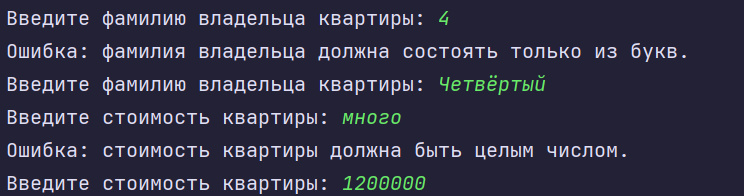 Введите фамилию владельца квартиры: 4
Ошибка: фамилия владельца должна состоять только из букв.
Введите фамилию владельца квартиры: Четвёртый
Введите стоимость квартиры: много
Ошибка: стоимость квартиры должна быть целым числом.
Введите стоимость квартиры: 1200000